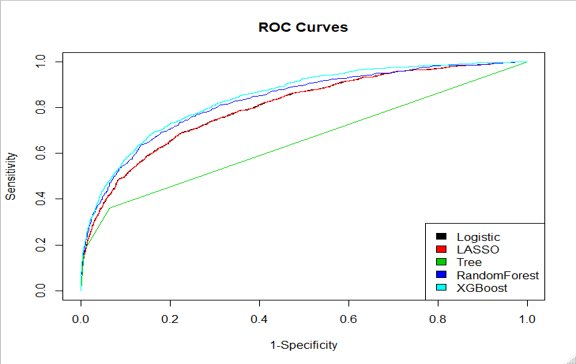 ROC Curves
Sensitivity
1.0
0.8
0.6
0.4
0.2
0.0
0.0 0.2 0.4 0.6 0.8 1.0
1-Specificity
Logistic
LASSO
Tree
RandomForest
XGBoost